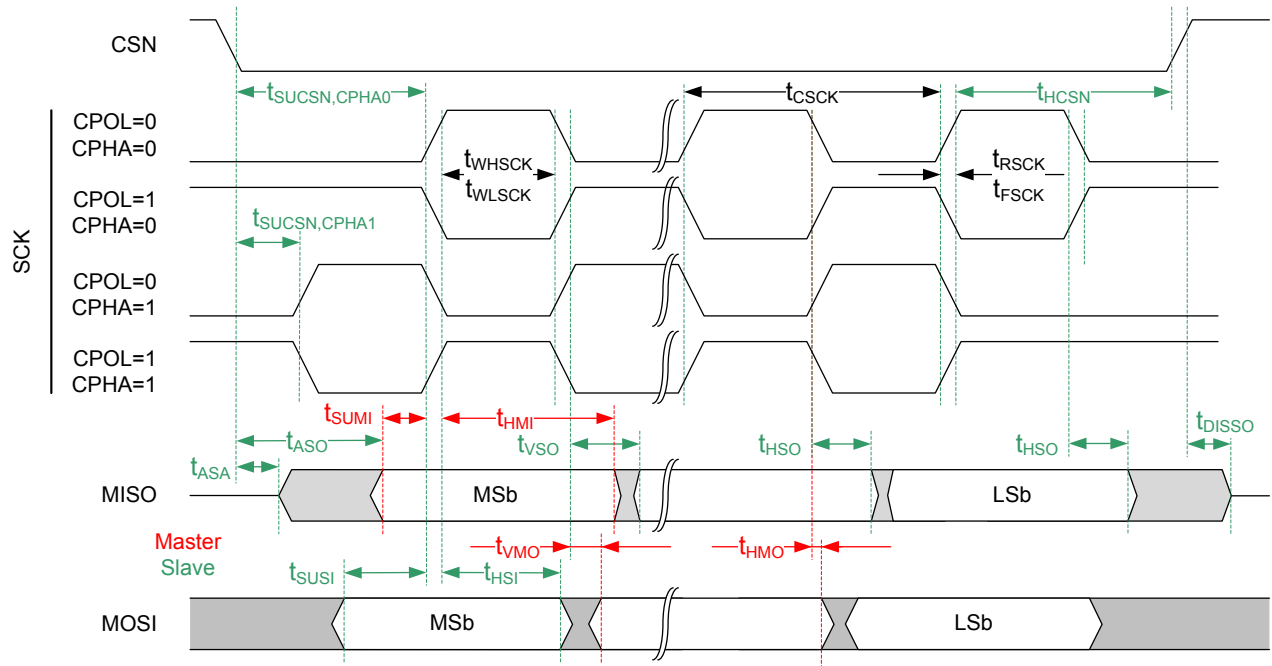 CSN
tSUCSN,CPHA0
tCSCK
tHCSN
SCK
CPOL=0
CPHA=0
tWHSCK
tWLSCK
tRSCK
tFSCK
CPOL=1
CPHA=0
tSUCSN,CPHA1
CPOL=0
CPHA=1
CPOL=1
CPHA=1
tSUMI
tHMI
tASO
tVSO
tHSO
tHSO
tDISSO
tASA
MISO
MSb
LSb
Master
Slave
tVMO
tHMO
tSUSI
tHSI
MOSI
MSb
LSb